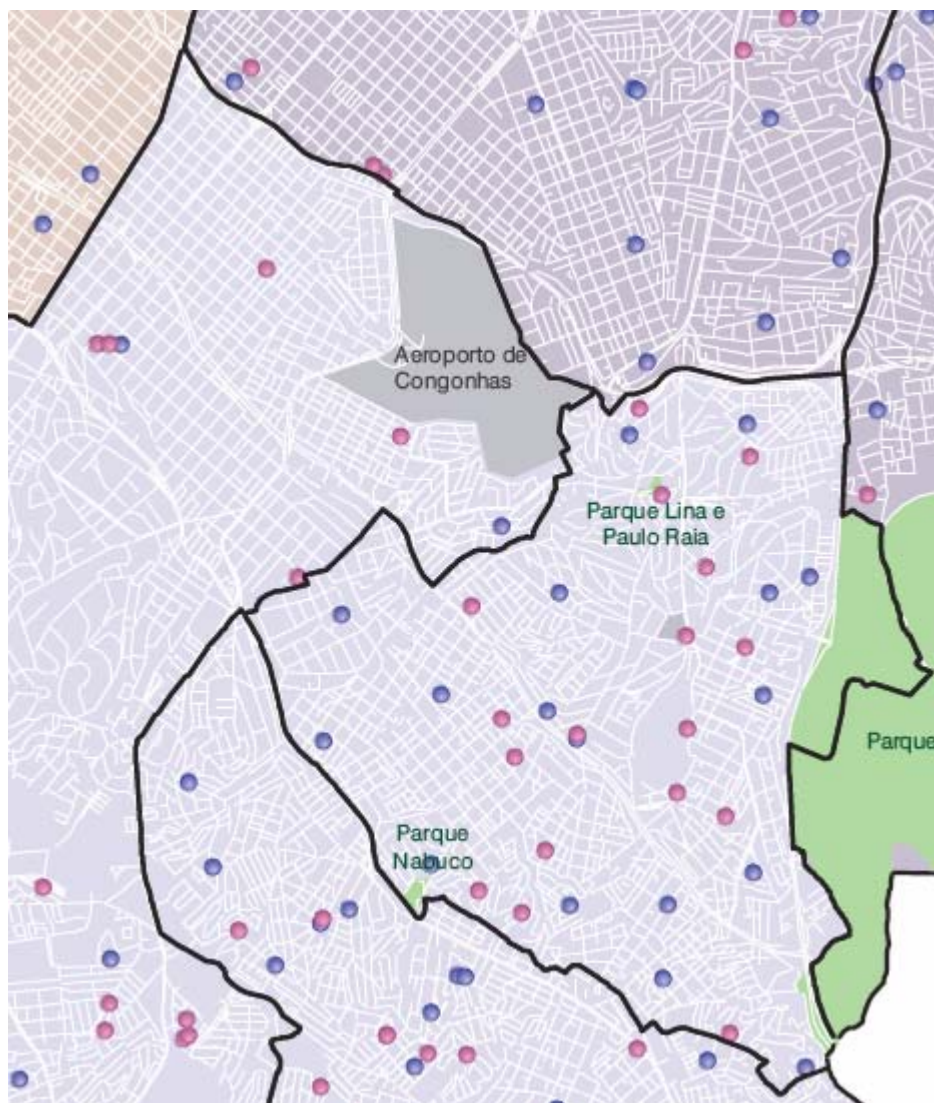 Aeroporto de
Congonhas
Parque Lina e
Paulo Raia
Parque
Parque
Nabuco